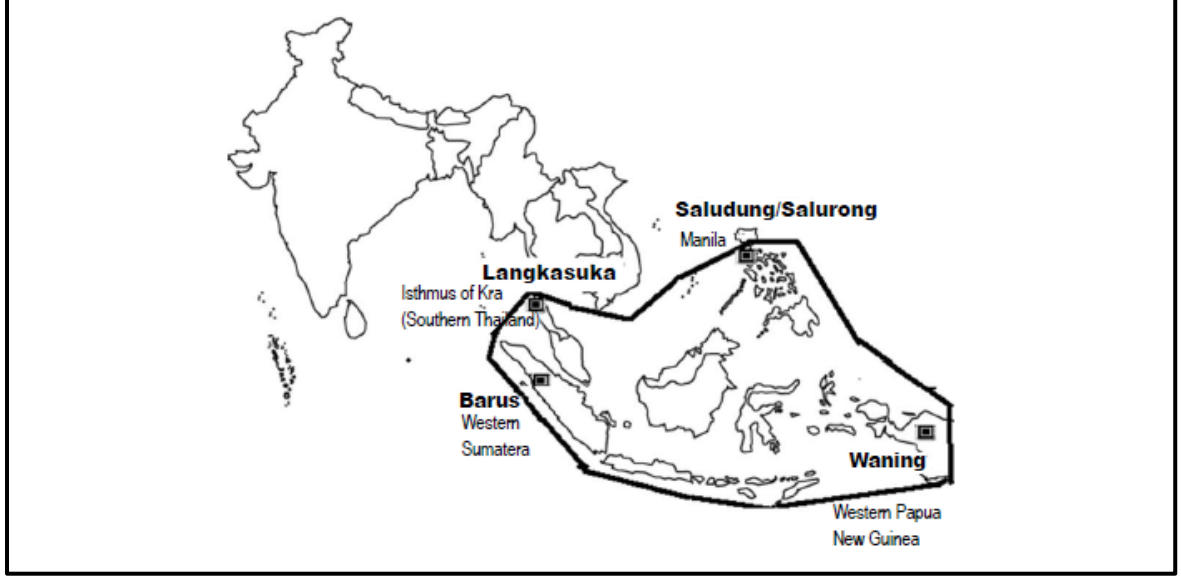 Saludung/Salurong
Manila
Langkasuka
Isthmus of Kra
(Southern Thailand)
Barus
Western
Sumatera
Waning
Western Papua
New Guinea